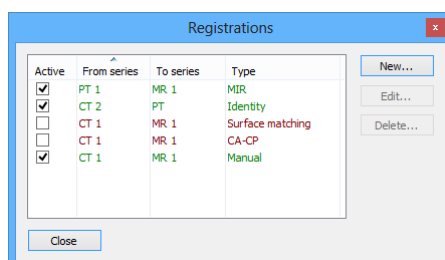 Registrations
x
Active From series To series Type
PT 1 MR 1 MIR
CT 2 PT Identity
CT 1 MR 1 Surface matching
CT 1 MR 1 CA-CP
CT 1 MR 1 Manual
New...
Edit...
Delete...
Close